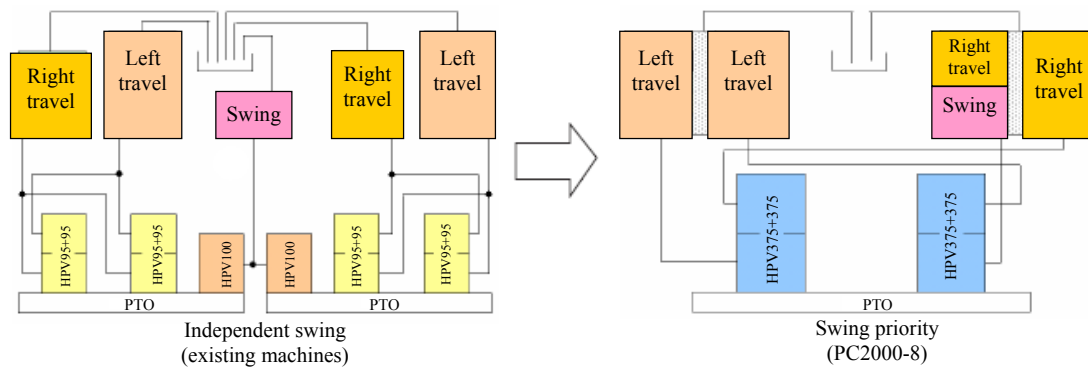 Right
travel
Left
travel
Swing
Right
travel
Left
travel
HPV95+95
HPV95+95
HPV100
HPV100
HPV95+95
HPV95+95
PTO
PTO
Independent swing
(existing machines)
Left
travel
Left
travel
Right
travel
Swing
Right
travel
HPV375+375
HPV375+375
PTO
Swing priority
(PC2000-8)